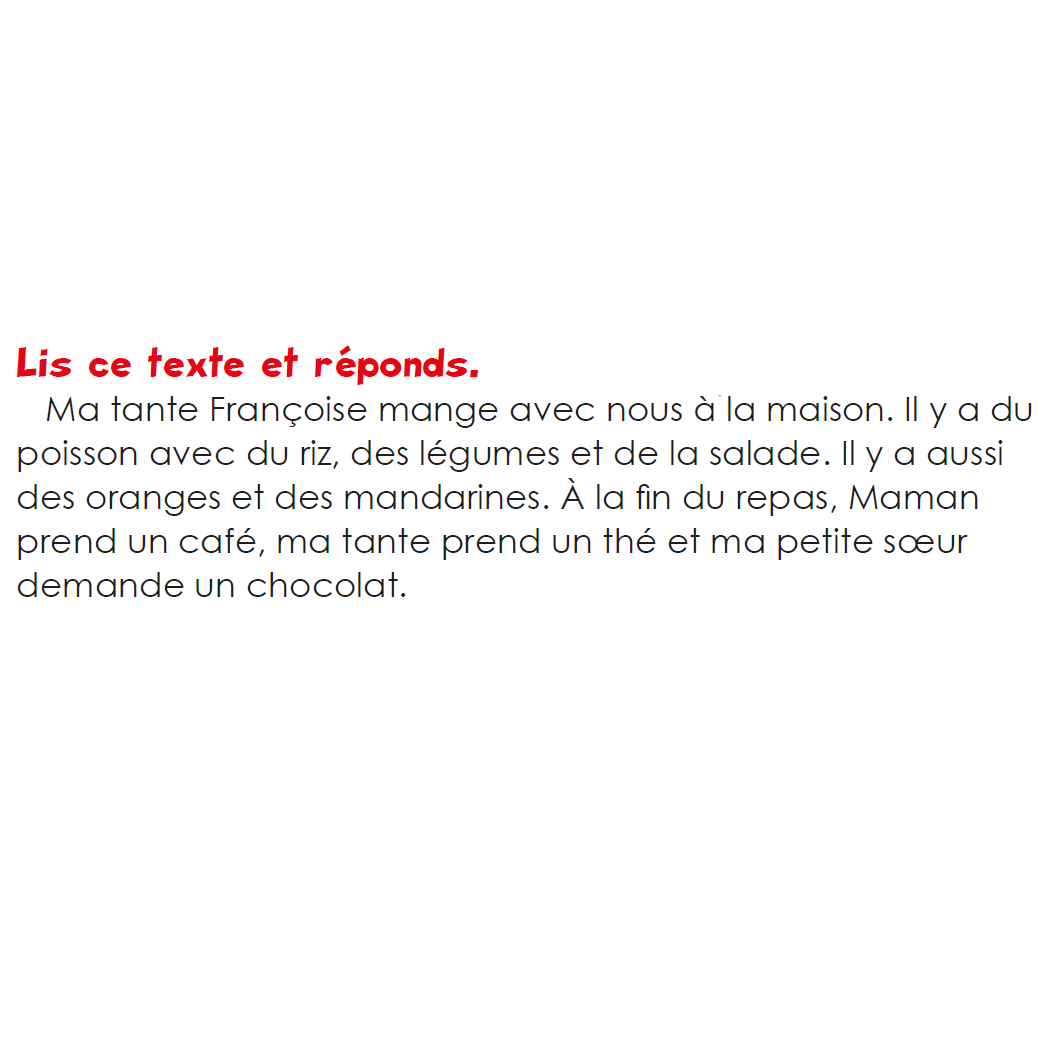 Lis ce texte et réponds.
Ma tante Françoise mange avec nous à la maison. Il y a du
poisson avec du riz, des légumes et de la salade. Il y a aussi
des oranges et des mandarines. À la fin du repas, Maman
prend un café, ma tante prend un thé et ma petite sœur
demande un chocolat.